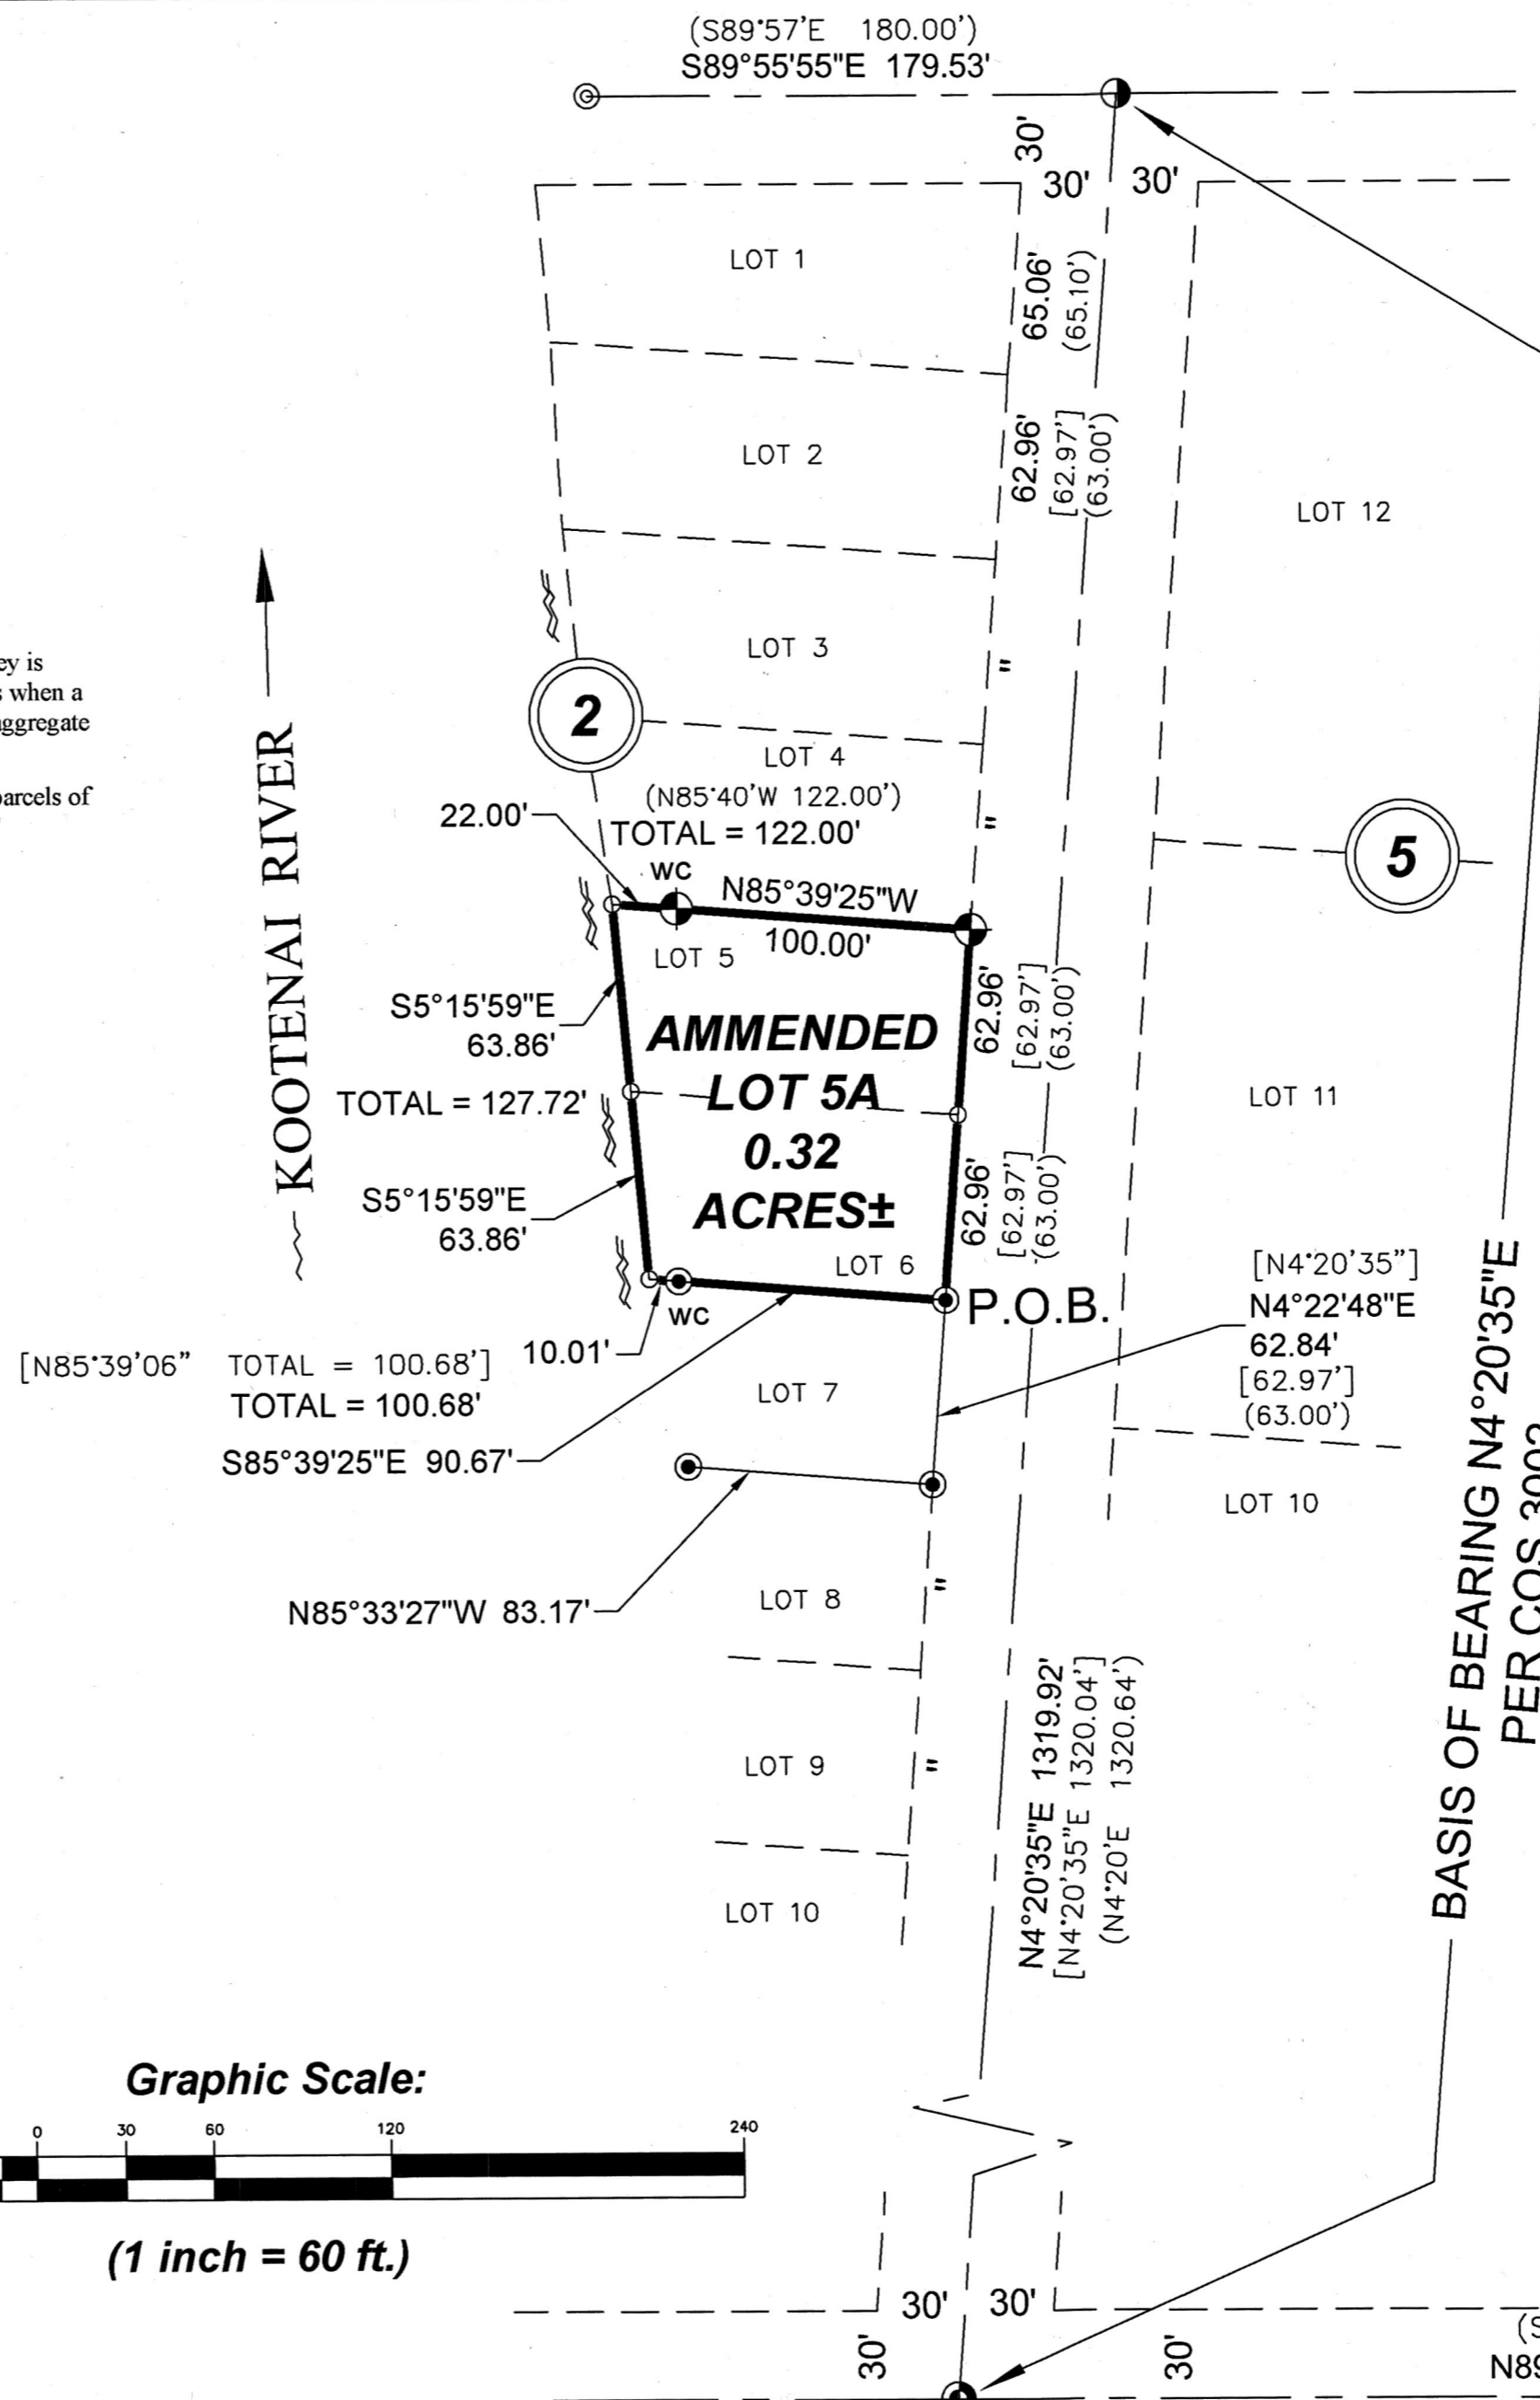 (S89°57'E 180.00')
S89°55'55"E 179.53'
30'
30' 30'
LOT 1
65.06'
(65.10')
LOT 2
62.96'
[62.97']
(63.00')
LOT 12
LOT 3
"
ey is
s when a
aggregate
parcels of
KOOTENAI RIVER
2
LOT 4
(N85°40'W 122.00')
22.00'
TOTAL = 122.00'
"
WC
N85°39'25"W
100.00'
5
LOT 5
S5°15'59"E
63.86'
AMMENDED
LOT 5A
0.32
ACRES±
62.96'
[62.97']
(63.00')
TOTAL = 127.72'
LOT 11
S5°15'59"E
63.86'
62.96'
[62.97']
(63.00')
LOT 6
P.O.B.
WC
[N4°20'35"]
N4°22'48"E
62.84'
[62.97']
(63.00')
10.01'
[N85°39'06" TOTAL = 100.68']
TOTAL = 100.68'
LOT 7
S85°39'25"E 90.67'
LOT 10
N85°33'27"W 83.17'
LOT 8
"
LOT 9
"
N4°20'35"E 1319.92'
[N4°20'35"E 1320.04']
(N4°20'E 1320.64')
BASIS OF BEARING N4°20'35"E
PER COS
LOT 10
Graphic Scale:
0 30 60 120 240
(1 inch = 60 ft.)
30' 30'
30' 30'
(S
N89